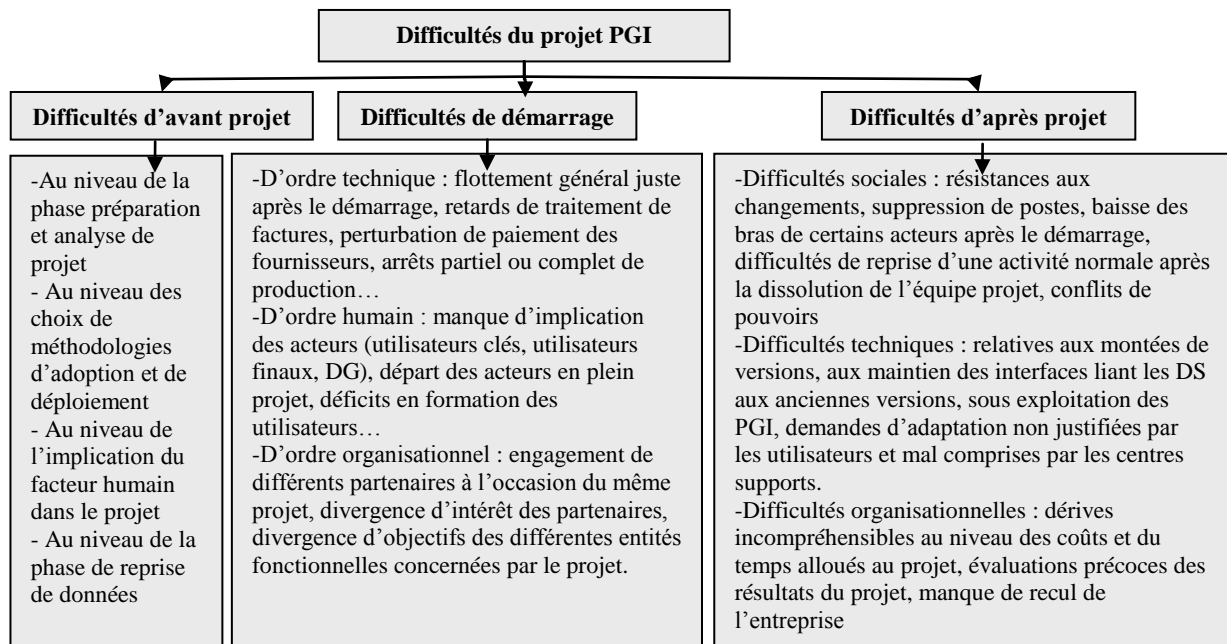 Difficultés du projet PGI
Difficultés d'avant projet
Difficultés de démarrage
Difficultés d'après projet
-Au niveau de la
phase préparation
et analyse de
projet
- Au niveau des
choix de
méthodologies
d'adoption et de
déploiement
- Au niveau de
l'implication du
facteur humain
dans le projet
- Au niveau de la
phase de reprise
de données
-D'ordre technique : flottement général juste
après le démarrage, retards de traitement de
factures, perturbation de paiement des
fournisseurs, arrêts partiel ou complet de
production…
-D'ordre humain : manque d'implication
des acteurs (utilisateurs clés, utilisateurs
finaux, DG), départ des acteurs en plein
projet, déficits en formation des
utilisateurs…
-D'ordre organisationnel : engagement de
différents partenaires à l'occasion du même
projet, divergence d'intérêt des partenaires,
divergence d'objectifs des différentes entités
fonctionnelles concernées par le projet.
-Difficultés sociales : résistances aux
changements, suppression de postes, baisse des
bras de certains acteurs après le démarrage,
difficultés de reprise d'une activité normale après
la dissolution de l'équipe projet, conflits de
pouvoirs
-Difficultés techniques : relatives aux montées de
versions, aux maintien des interfaces liant les DS
aux anciennes versions, sous exploitation des
PGI, demandes d'adaptation non justifiées par
les utilisateurs et mal comprises par les centres
supports.
-Difficultés organisationnelles : dérives
incompréhensibles au niveau des coûts et du
temps alloués au projet, évaluations précoces des
résultats du projet, manque de recul de
l'entreprise